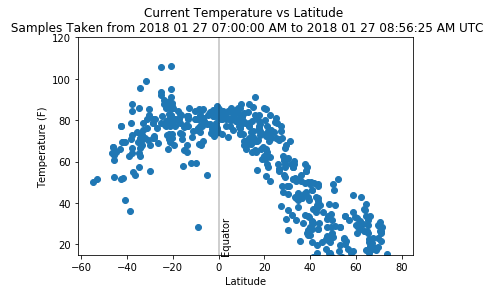 Current Temperature vs Latitude
Samples Taken from 2018 01 27 07:00:00 AM to 2018 01 27 08:56:25 AM UTC
120
100
80
60
40
20
Temperature (F)
Equator
−60
−40
−20
0
20
40
60
80
Latitude